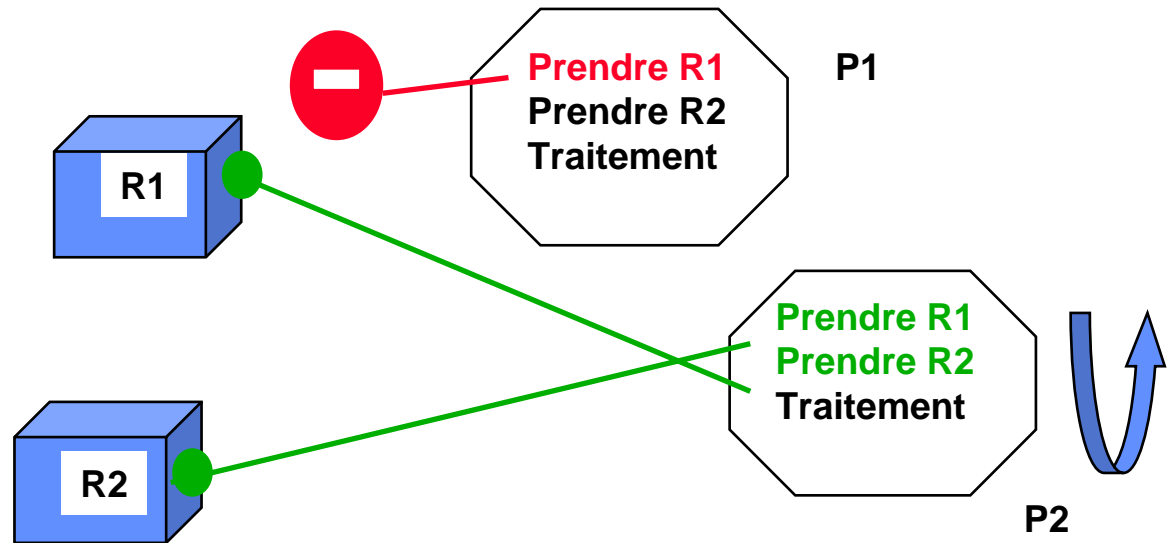 Prendre R1
Prendre R2
Traitement
P1
R1
Prendre R1
Prendre R2
Traitement
R2
P2